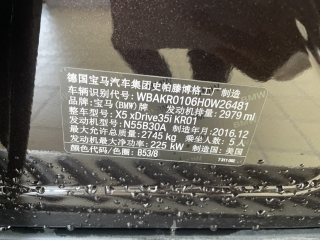 德国宝马汽车集团史帕滕博格工厂制造
车辆识别代号: WBAKR0106H0W26481
品牌: 宝马(BMW)牌 发动机排量: 2979 ml
整车型号: X5 xDrive35i KR01
发动机型号: N55B30A 制造年月: 2016.12
最大允许总质量: 2745 kg 乘坐人数: 5人
发动机最大净功率: 225 kW 制造国: 美国
颜色代码/色图: B53/8